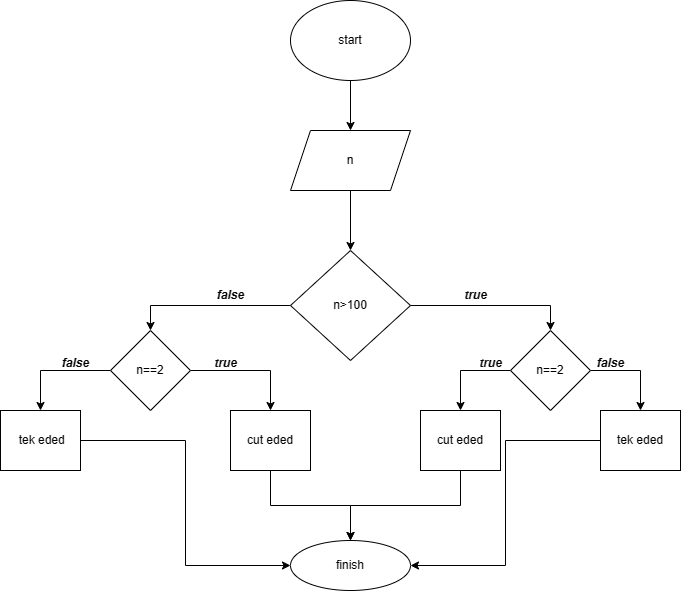 start
n
n>100
false
true
n==2
false
true
n==2
true
false
tek eded
cut eded
cut eded
tek eded
finish